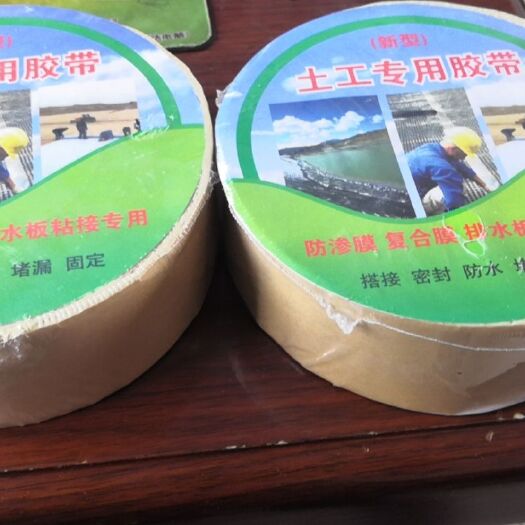 用胶带
水板粘接专用
堵漏 固定
(新型)
土工专用胶带
防渗膜 复合膜 排水板
搭接 密封 防水